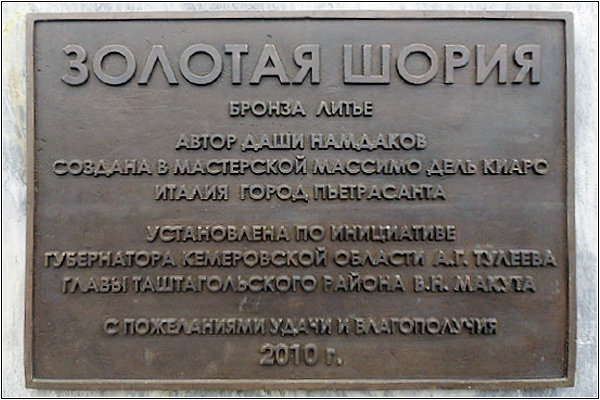 ЗОЛОТАЯ ШОРИЯ
БРОНЗА ЛИТЬЕ
АВТОР ДАШИ НАМДАКОВ
СОЗДАНА В МАСТЕРСКОЙ МАССИМО ДЕЛЬ КИАРО
ИТАЛИЯ ГОРОД ПЬЕТРАСАНТА
УСТАНОВЛЕНА ПО ИНИЦИАТИВЕ
ГУБЕРНАТОРА КЕМЕРОВСКОЙ ОБЛАСТИ А.Г. ТУЛЕЕВА
ГЛАВЫ ТАШТАГОЛЬСКОГО РАЙОНА В.Н. МАКУТА
С ПОЖЕЛАНИЯМИ УДАЧИ И БЛАГОПОЛУЧИЯ
2010 г.